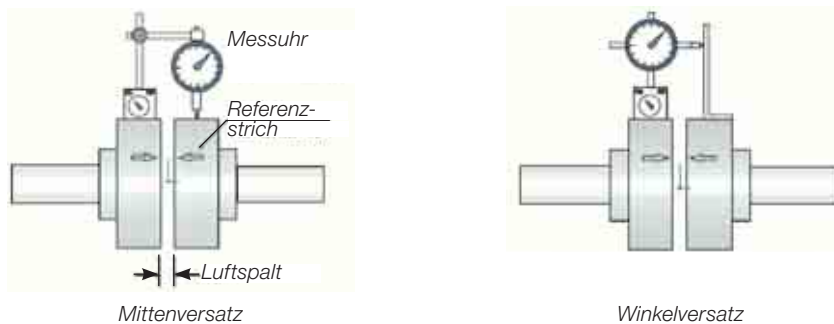 Messuhr
Referenz-
strich
Luftspalt
Mittenversatz
Winkelversatz